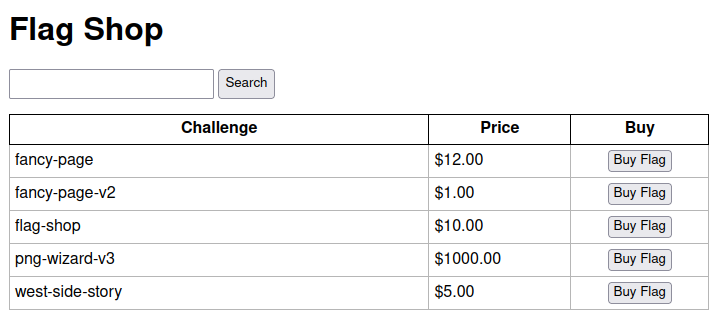 Flag Shop
Search
Challenge Price Buy
fancy-page $12.00 Buy Flag
fancy-page-v2 $1.00 Buy Flag
flag-shop $10.00 Buy Flag
png-wizard-v3 $1000.00 Buy Flag
west-side-story $5.00 Buy Flag